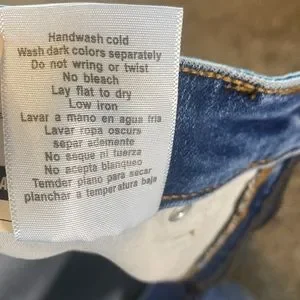 Handwash cold
Wash dark colors separately
Do not wring or twist
No bleach
Lay flat to dry
Low iron
Lavar a mano en agua fria
Lavar ropa oscurs
separ ademente
No saque ni fuerza
No acepta blanqueo
Temder plano para secar
planchar a temperatura baja